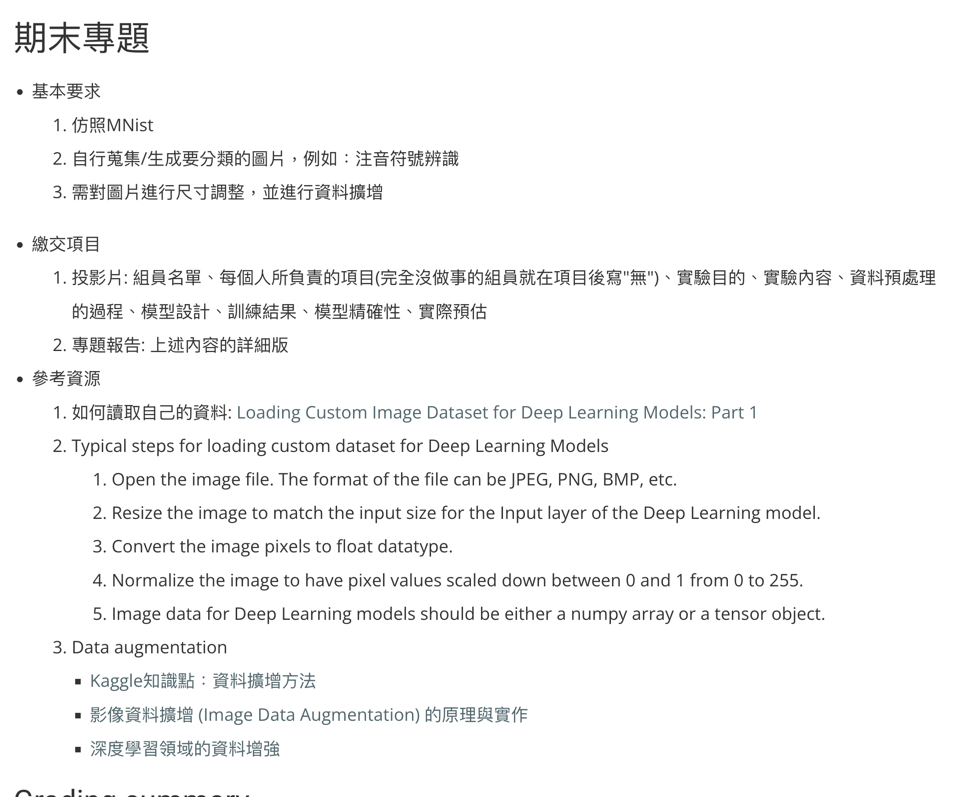 期末專題
• 基本要求
1. 仿照MNist
2. 自行蒐集/生成要分類的圖片，例如：注音符號辨識
3. 需對圖片進行尺寸調整，並進行資料擴增
• 繳交項目
1. 投影片: 組員名單、每個人所負責的項目(完全沒做事的組員就在項目後寫"無")、實驗目的、實驗內容、資料預處理
的過程、模型設計、訓練結果、模型精確性、實際預估
2. 專題報告: 上述內容的詳細版
• 參考資源
1. 如何讀取自己的資料: Loading Custom Image Dataset for Deep Learning Models: Part 1
2. Typical steps for loading custom dataset for Deep Learning Models
1. Open the image file. The format of the file can be JPEG, PNG, BMP, etc.
2. Resize the image to match the input size for the Input layer of the Deep Learning model.
3. Convert the image pixels to float datatype.
4. Normalize the image to have pixel values scaled down between 0 and 1 from 0 to 255.
5. Image data for Deep Learning models should be either a numpy array or a tensor object.
3. Data augmentation
▪ Kaggle知識點：資料擴增方法
▪ 影像資料擴增 (Image Data Augmentation) 的原理與實作
▪ 深度學習領域的資料增強
Grading summary